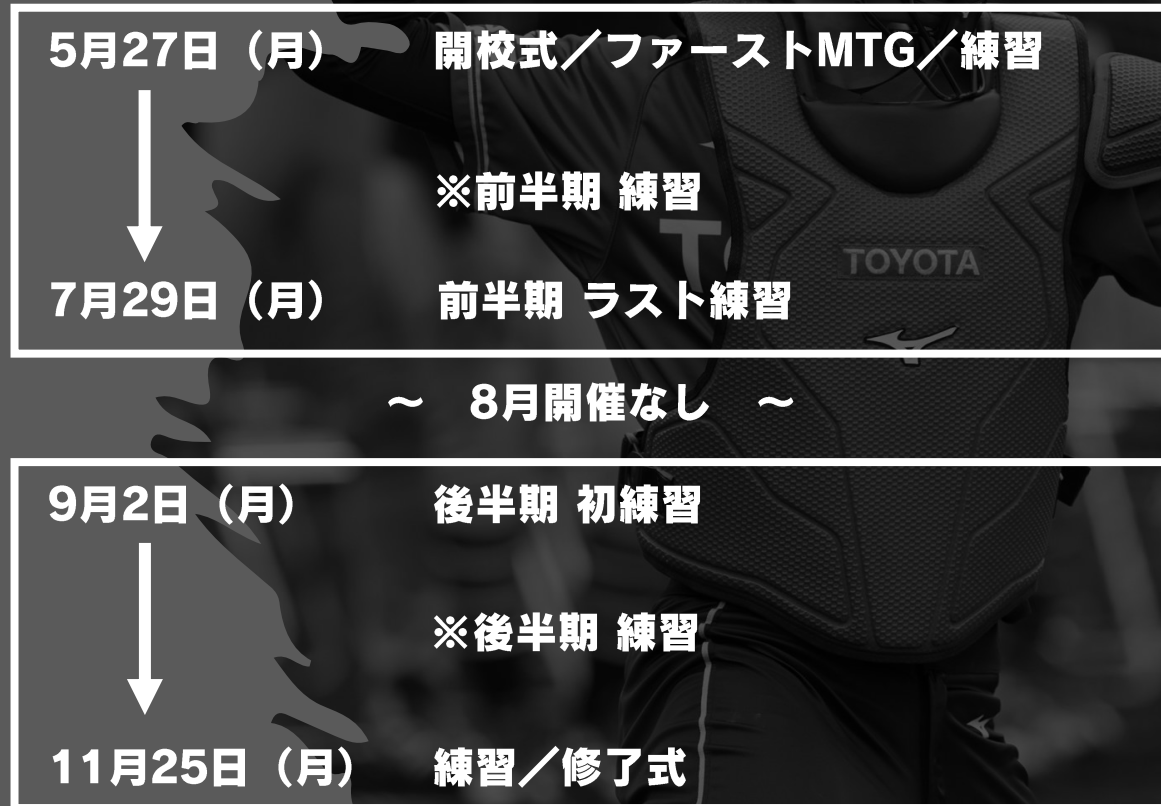 5月27日（月） 開校式／ファーストMTG／練習
※前半期 練習
TO
TOYOTA
7月29日（月） 前半期 ラスト練習
～ 8月開催なし ～
9月2日（月） 後半期 初練習
※後半期 練習
11月25日（月） 練習／修了式